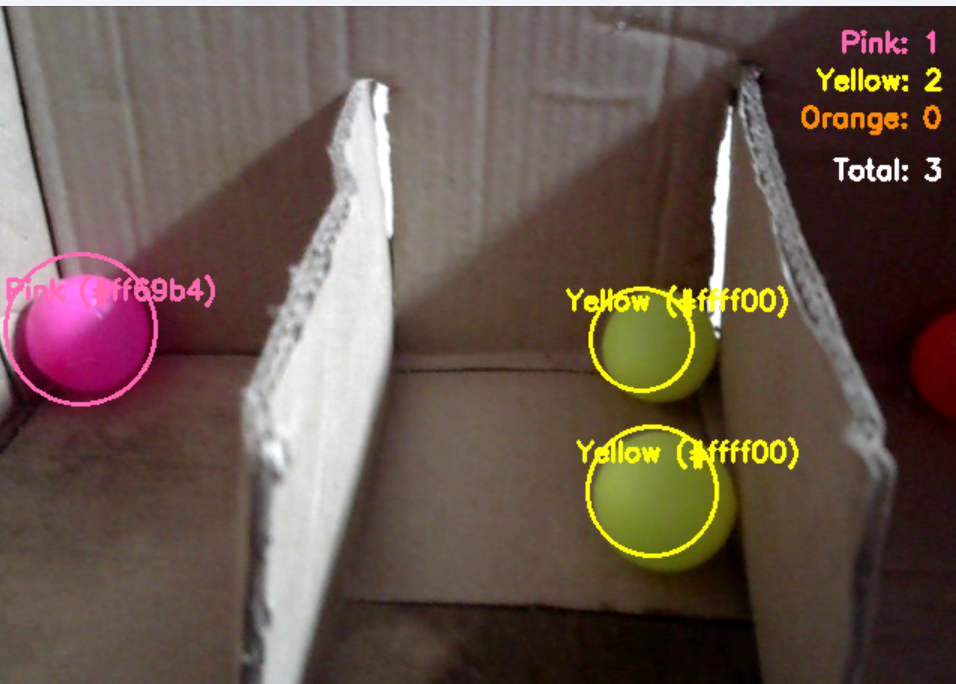 Pink: 1
Yellow: 2
Orange: 0
Total: 3
Pink (#ff69b4)
Yellow (#ffff00)
Yellow (#ffff00)